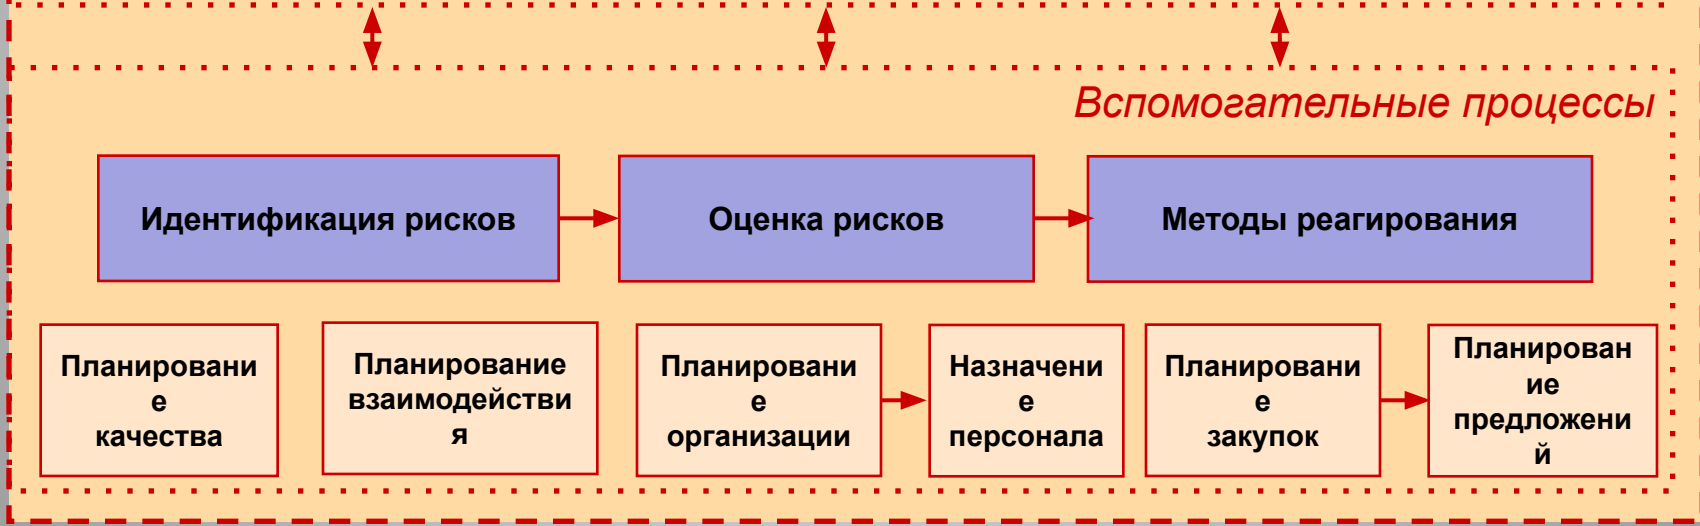 Вспомогательные процессы
Идентификация рисков
Оценка рисков
Методы реагирования
Планировани
е
качества
Планирование
взаимодействи
я
Планировани
е
организации
Назначени
е
персонала
Планировани
е
закупок
Планирован
ие
предложени
й